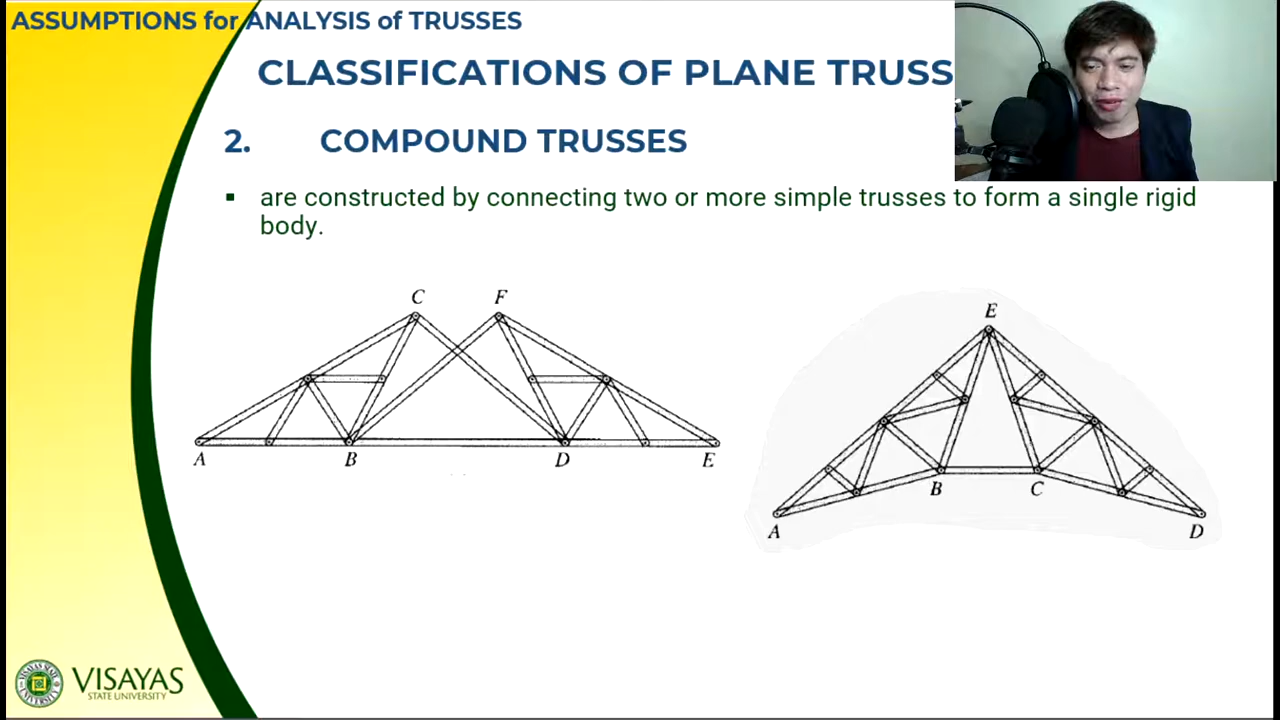 ASSUMPTIONS for ANALYSIS of TRUSSES
CLASSIFICATIONS OF PLANE TRUSS
2. COMPOUND TRUSSES
▪ are constructed by connecting two or more simple trusses to form a single rigid
body.
C F
A B D E
E
B C
A D
VISAYAS
STATE UNIVERSITY